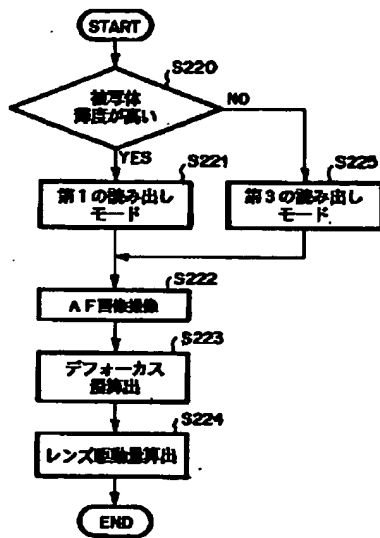 START
S220
被写体
輝度が高い
NO
YES
S221
第1の読み出し
モード
S225
第3の読み出し
モード
S222
AF画像撮像
S223
デフォーカス
量算出
S224
レンズ駆動量算出
END